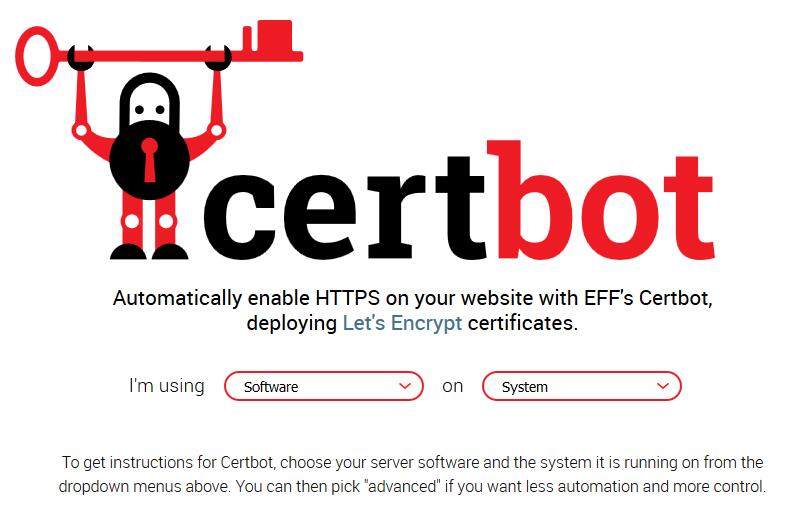 certbot
Automatically enable HTTPS on your website with EFF's Certbot,
deploying Let's Encrypt certificates.
I'm using Software on System
To get instructions for Certbot, choose your server software and the system it is running on from the
dropdown menus above. You can then pick "advanced" if you want less automation and more control.